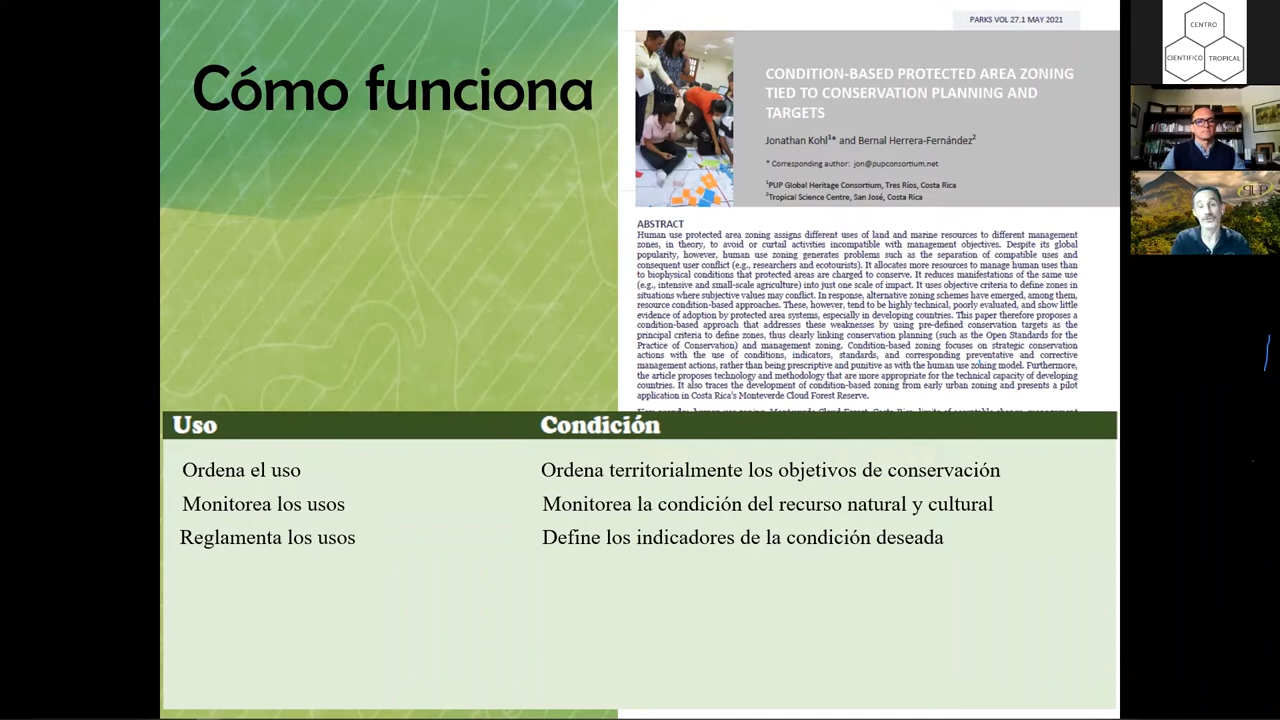 Cómo funciona
PARKS VOL 27.1 MAY 2021
CONDITION-BASED PROTECTED AREA ZONING
TIED TO CONSERVATION PLANNING AND
TARGETS
Jonathan Kohl¹* and Bernal Herrera-Fernández²
* Corresponding author: jon@pupconsortium.net
¹PUP Global Heritage Consortium, Tres Ríos, Costa Rica
²Tropical Science Centre, San José, Costa Rica
ABSTRACT
Human use protected area zoning assigns different uses of land and marine resources to different management
zones, in theory, to avoid or curtail activities incompatible with management objectives. Despite its global
popularity, however, human use zoning generates problems such as the separation of compatible uses and
consequent user conflict (e.g., researchers and ecotourists). It allocates more resources to manage human uses than
to biophysical conditions that protected areas are charged to conserve. It reduces manifestations of the same use
(e.g., intensive and small-scale agriculture) into just one scale of impact. It uses objective criteria to define zones in
situations where subjective values may conflict. In response, alternative zoning schemes have emerged, among them,
resource condition-based approaches. These, however, tend to be highly technical, poorly evaluated, and show little
evidence of adoption by protected area systems, especially in developing countries. This paper therefore proposes a
condition-based approach that addresses these weaknesses by using pre-defined conservation targets as the
principal criteria to define zones, thus clearly linking conservation planning (such as the Open Standards for the
Practice of Conservation) and management zoning. Condition-based zoning focuses on strategic conservation
actions with the use of conditions, indicators, standards, and corresponding preventative and corrective
management actions, rather than being prescriptive and punitive as with the human use zoning model. Furthermore,
the article proposes technology and methodology that are more appropriate for the technical capacity of developing
countries. It also traces the development of condition-based zoning from early urban zoning and presents a pilot
application in Costa Rica's Monteverde Cloud Forest Reserve.
Uso Condición
Ordena el uso Ordena territorialmente los objetivos de conservación
Monitorea los usos Monitorea la condición del recurso natural y cultural
Reglamenta los usos Define los indicadores de la condición deseada
CENTRO
CIENTIFICO TROPICAL